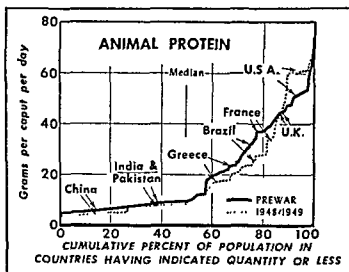 ANIMAL PROTEIN
Grams per caput per day
80
60
40
20
0
Median
U.S.A.
France
Brazil
U.K.
Greece
India &
Pakistan
China
PREWAR
1948/1949
0 20 40 60 80 100
CUMULATIVE PERCENT OF POPULATION IN
COUNTRIES HAVING INDICATED QUANTITY OR LESS